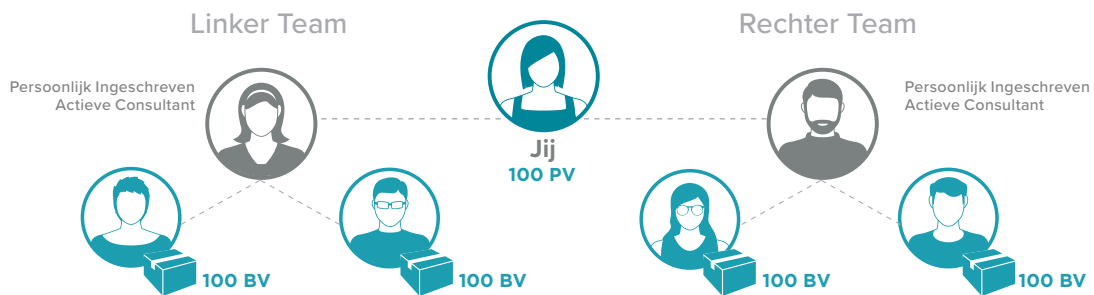 Linker Team
Rechter Team
Persoonlijk Ingeschreven
Actieve Consultant
Persoonlijk Ingeschreven
Actieve Consultant
Jij
100 PV
100 BV
100 BV
100 BV
100 BV